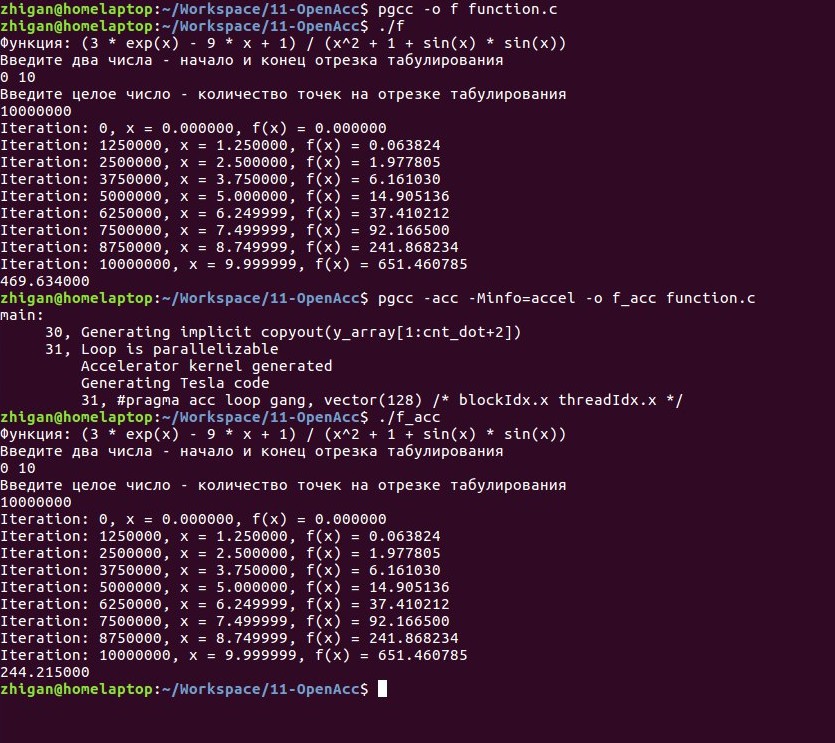 zhigan@homelaptop:~/Workspace/11-OpenAcc$ pgcc -o f function.c
zhigan@homelaptop:~/Workspace/11-OpenAcc$ ./f
Функция: (3 * exp(x) - 9 * x + 1) / (x^2 + 1 + sin(x) * sin(x))
Введите два числа - начало и конец отрезка табулирования
0 10
Введите целое число - количество точек на отрезке табулирования
10000000
Iteration: 0, x = 0.000000, f(x) = 0.000000
Iteration: 1250000, x = 1.250000, f(x) = 0.063824
Iteration: 2500000, x = 2.500000, f(x) = 1.977805
Iteration: 3750000, x = 3.750000, f(x) = 6.161030
Iteration: 5000000, x = 5.000000, f(x) = 14.905136
Iteration: 6250000, x = 6.249999, f(x) = 37.410212
Iteration: 7500000, x = 7.499999, f(x) = 92.166500
Iteration: 8750000, x = 8.749999, f(x) = 241.868234
Iteration: 10000000, x = 9.999999, f(x) = 651.460785
469.634000
zhigan@homelaptop:~/Workspace/11-OpenAcc$ pgcc -acc -Minfo=accel -o f_acc function.c
main:
     30, Generating implicit copyout(y_array[1:cnt_dot+2])
     31, Loop is parallelizable
         Accelerator kernel generated
         Generating Tesla code
         31, #pragma acc loop gang, vector(128) /* blockIdx.x threadIdx.x */
zhigan@homelaptop:~/Workspace/11-OpenAcc$ ./f_acc
Функция: (3 * exp(x) - 9 * x + 1) / (x^2 + 1 + sin(x) * sin(x))
Введите два числа - начало и конец отрезка табулирования
0 10
Введите целое число - количество точек на отрезке табулирования
10000000
Iteration: 0, x = 0.000000, f(x) = 0.000000
Iteration: 1250000, x = 1.250000, f(x) = 0.063824
Iteration: 2500000, x = 2.500000, f(x) = 1.977805
Iteration: 3750000, x = 3.750000, f(x) = 6.161030
Iteration: 5000000, x = 5.000000, f(x) = 14.905136
Iteration: 6250000, x = 6.249999, f(x) = 37.410212
Iteration: 7500000, x = 7.499999, f(x) = 92.166500
Iteration: 8750000, x = 8.749999, f(x) = 241.868234
Iteration: 10000000, x = 9.999999, f(x) = 651.460785
244.215000
zhigan@homelaptop:~/Workspace/11-OpenAcc$